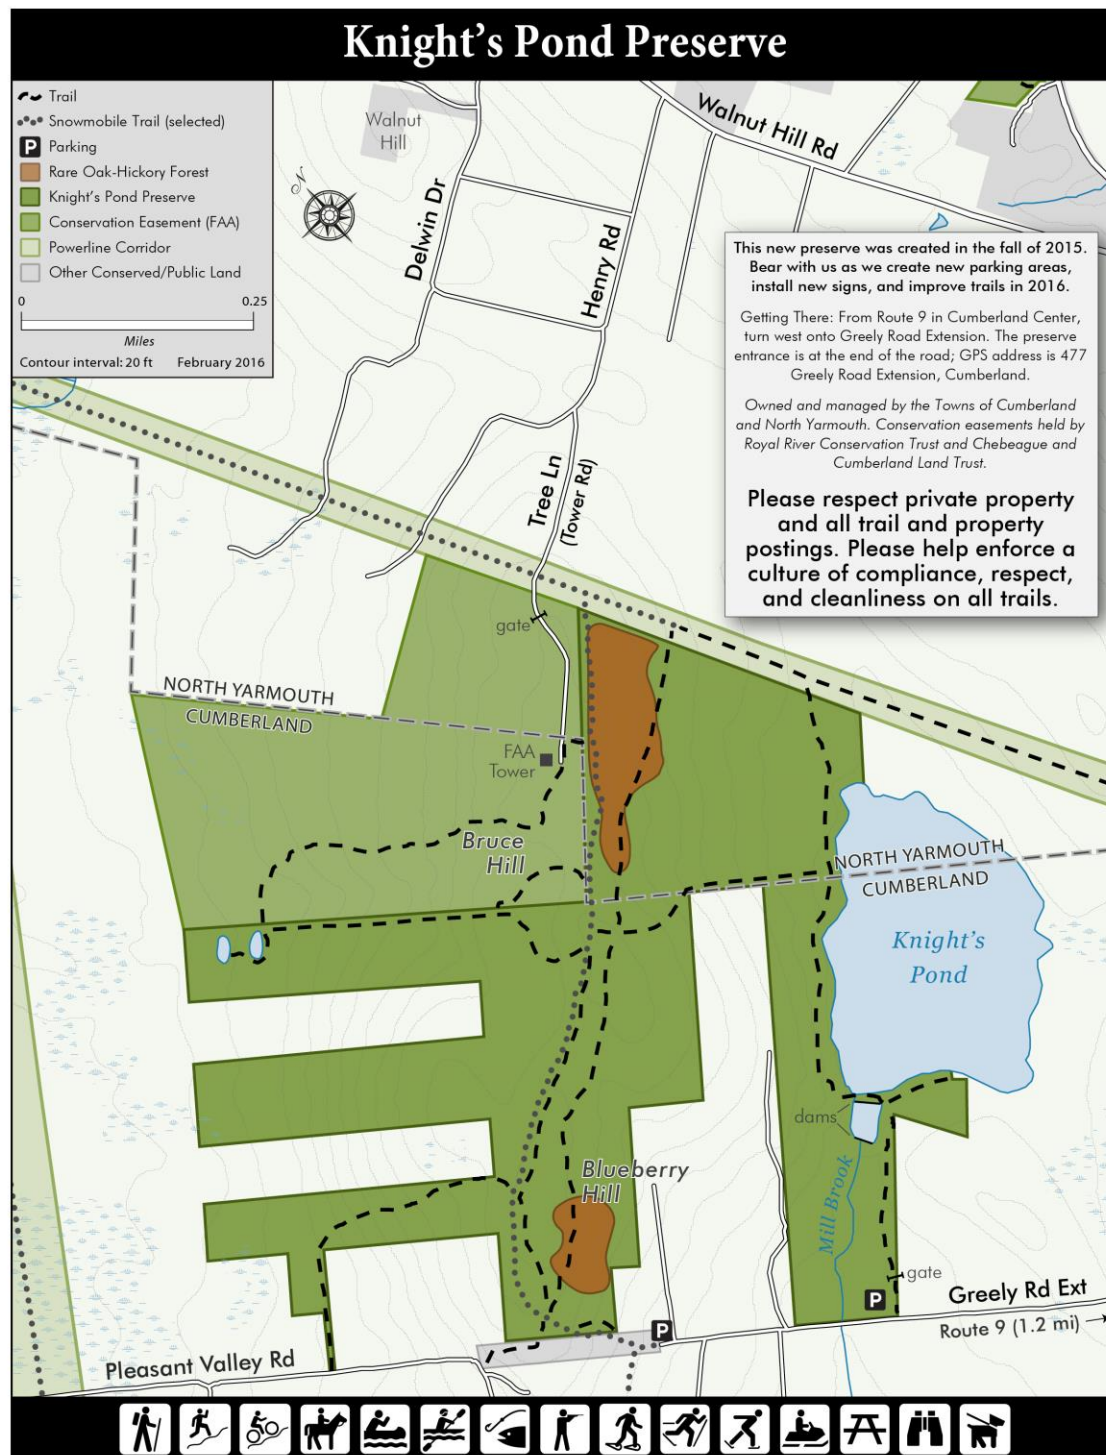 Knight's Pond Preserve
Trail
Snowmobile Trail (selected)
P Parking
Rare Oak-Hickory Forest
Knight's Pond Preserve
Conservation Easement (FAA)
Powerline Corridor
Other Conserved/Public Land
0 0.25
Miles
Contour interval: 20 ft February 2016
Walnut
Hill
N
Delwin Dr
Henry Rd
Walnut Hill Rd
This new preserve was created in the fall of 2015.
Bear with us as we create new parking areas,
install new signs, and improve trails in 2016.
Getting There: From Route 9 in Cumberland Center,
turn west onto Greely Road Extension. The preserve
entrance is at the end of the road; GPS address is 477
Greely Road Extension, Cumberland.
Owned and managed by the Towns of Cumberland
and North Yarmouth. Conservation easements held by
Royal River Conservation Trust and Chebeague and
Cumberland Land Trust.
Please respect private property
and all trail and property
postings. Please help enforce a
culture of compliance, respect,
and cleanliness on all trails.
Tree Ln
(Tower Rd)
gate
NORTH YARMOUTH
CUMBERLAND
FAA
Tower
Bruce
Hill
NORTH YARMOUTH
CUMBERLAND
Knight's
Pond
dams
Mill Brook
Blueberry
Hill
gate
P
Greely Rd Ext
Route 9 (1.2 mi)
P
Pleasant Valley Rd